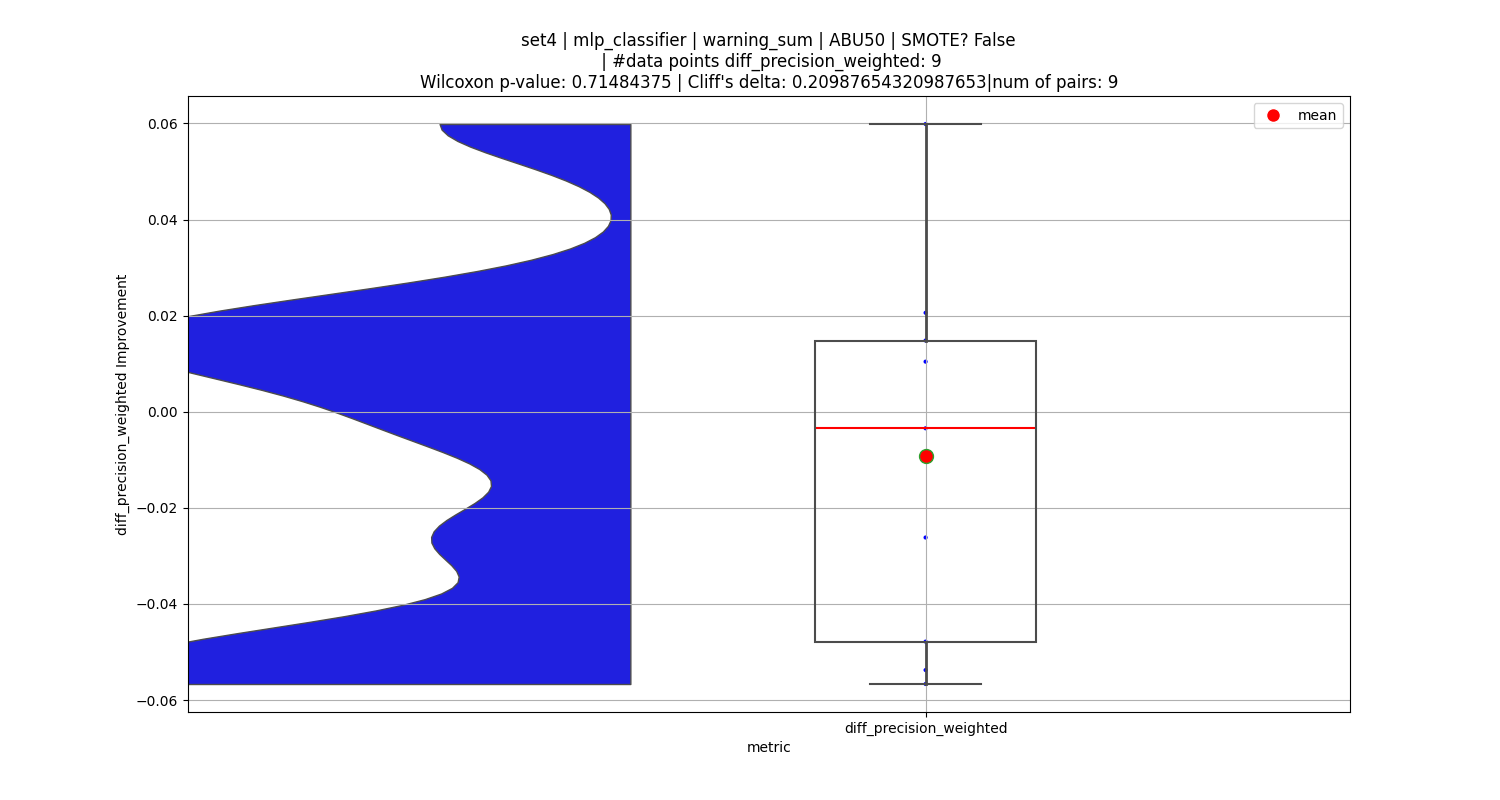 set4 | mlp_classifier | warning_sum | ABU50 | SMOTE? False
| #data points diff_precision_weighted: 9
Wilcoxon p-value: 0.71484375 | Cliff's delta: 0.20987654320987653|num of pairs: 9
mean
0.06
0.04
0.02
0.00
−0.02
−0.04
−0.06
diff_precision_weighted Improvement
diff_precision_weighted
metric